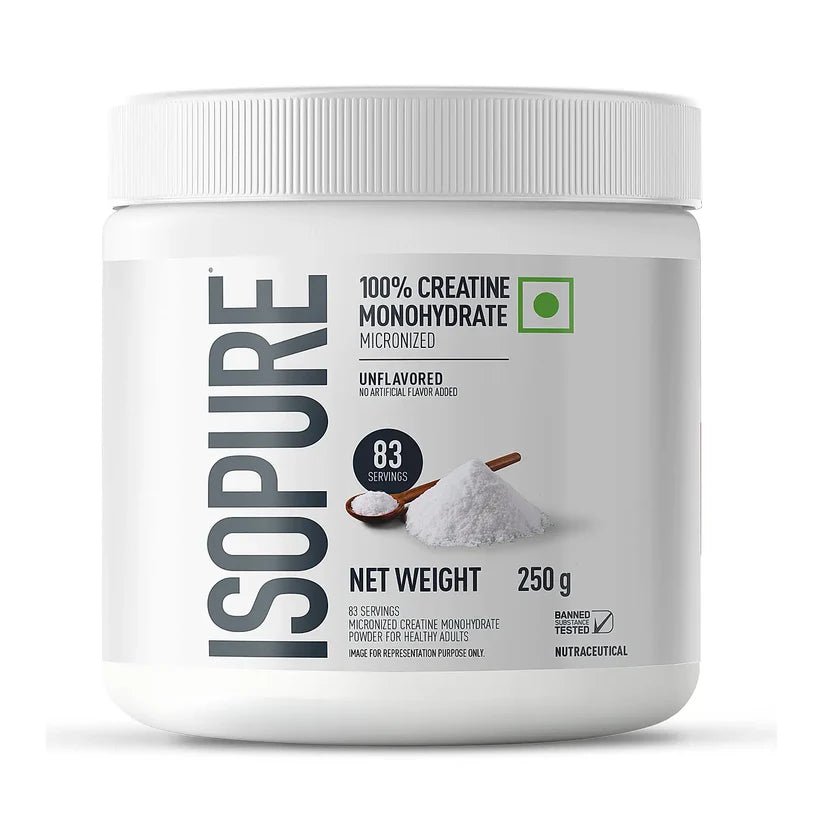 ISOPURE®
100% CREATINE
MONOHYDRATE
MICRONIZED
UNFLAVORED
NO ARTIFICIAL FLAVOR ADDED
83
SERVINGS
NET WEIGHT 250 g
83 SERVINGS
MICRONIZED CREATINE MONOHYDRATE
POWDER FOR HEALTHY ADULTS
IMAGE FOR REPRESENTATION PURPOSE ONLY.
BANNED
SUBSTANCE
TESTED
NUTRACEUTICAL